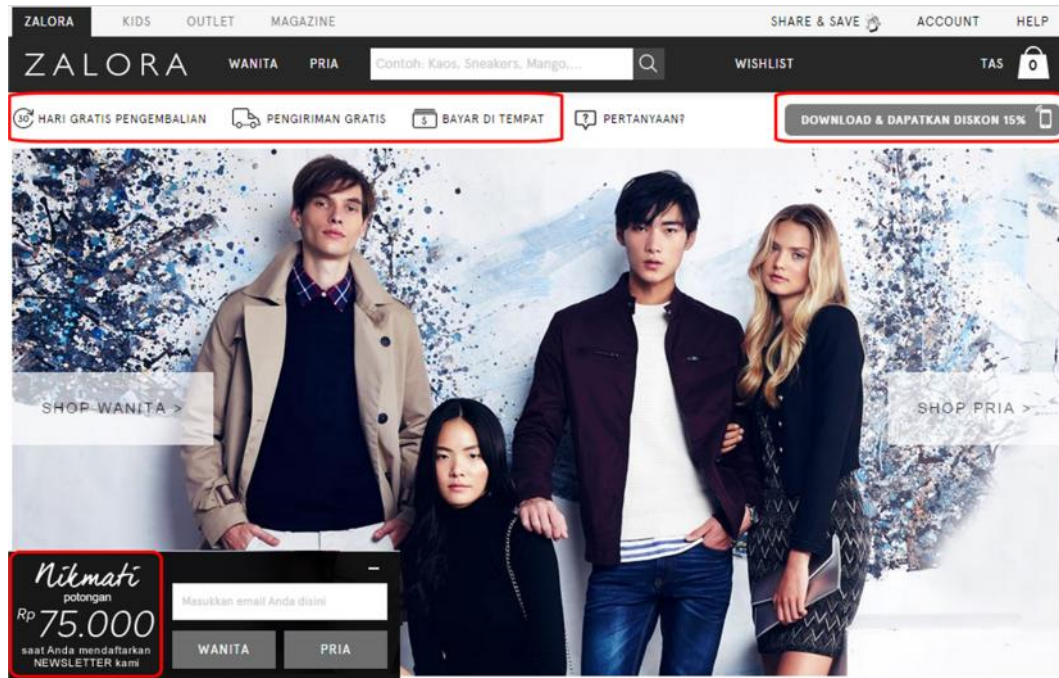 ZALORA KIDS OUTLET MAGAZINE SHARE & SAVE ACCOUNT HELP
ZALORA WANITA PRIA Contoh: Kaos, Sneakers, Mango,... WISHLIST TAS 0
30 HARI GRATIS PENGEMBALIAN PENGIRIMAN GRATIS $ BAYAR DI TEMPAT ? PERTANYAAN? DOWNLOAD & DAPATKAN DISKON 15%
SHOP WANITA > SHOP PRIA >
Nikmati
potongan
Rp 75.000
saat Anda mendaftarkan
NEWSLETTER kami
Masukkan email Anda disini
WANITA PRIA